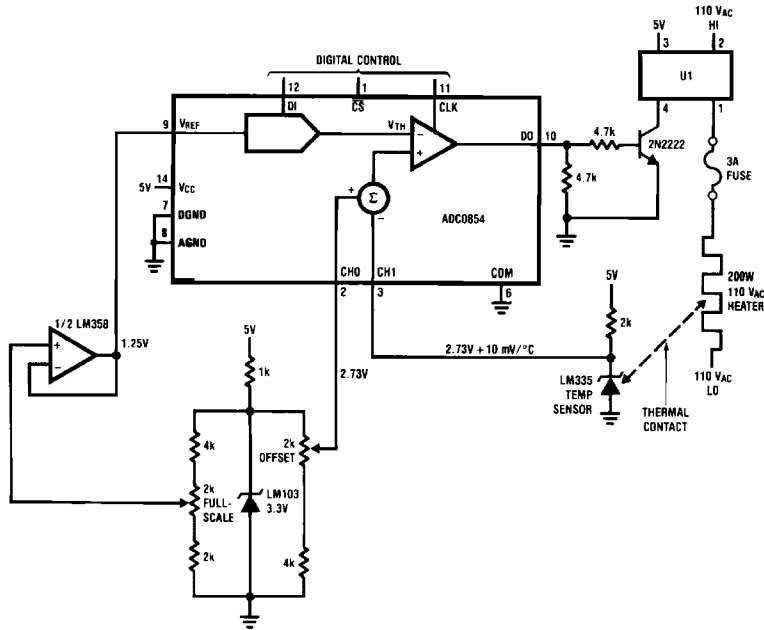 110 VAC
HI
5V
3
2
U1
4
1
DIGITAL CONTROL
12
1
11
DI
CS
CLK
9
VREF
VTH
DO
10
4.7k
2N2222
4.7k
3A
FUSE
5V
14
VCC
7
DGND
8
AGND
+
-
+
Σ
-
ADC0854
CH0
CH1
COM
2
3
6
200W
110 VAC
HEATER
5V
2k
1/2 LM358
+
-
1.25V
5V
1k
2.73V
2.73V + 10 mV/°C
LM335
TEMP
SENSOR
THERMAL
CONTACT
110 VAC
LO
4k
2k
OFFSET
2k
FULL-
SCALE
LM103
3.3V
2k
4k